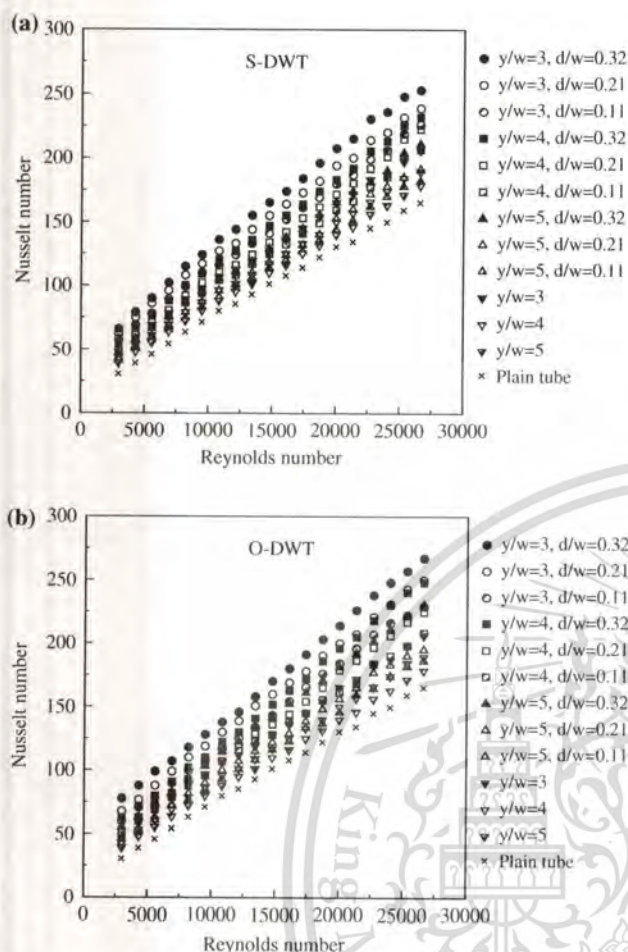 (a)
300
250
200
150
100
50
0
Nusselt number
S-DWT
0 5000 10000 15000 20000 25000 30000
Reynolds number
y/w=3, d/w=0.32
y/w=3, d/w=0.21
y/w=3, d/w=0.11
y/w=4, d/w=0.32
y/w=4, d/w=0.21
y/w=4, d/w=0.11
y/w=5, d/w=0.32
y/w=5, d/w=0.21
y/w=5, d/w=0.11
y/w=3
y/w=4
y/w=5
Plain tube
(b)
300
250
200
150
100
50
0
Nusselt number
O-DWT
0 5000 10000 15000 20000 25000 30000
Reynolds number
y/w=3, d/w=0.32
y/w=3, d/w=0.21
y/w=3, d/w=0.11
y/w=4, d/w=0.32
y/w=4, d/w=0.21
y/w=4, d/w=0.11
y/w=5, d/w=0.32
y/w=5, d/w=0.21
y/w=5, d/w=0.11
y/w=3
y/w=4
y/w=5
Plain tube
King